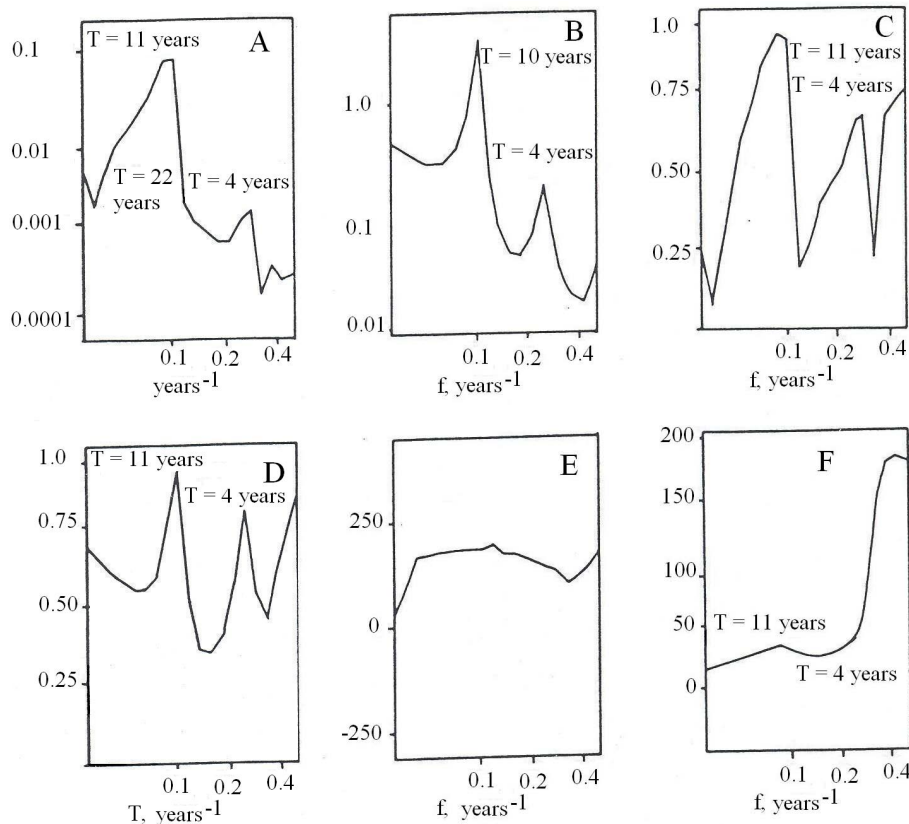 A
T = 11 years
0.1
0.01
0.001
0.0001
T = 22
years
T = 4 years
0.1 0.2 0.4
years-1
B
T = 10 years
1.0
T = 4 years
0.1
0.01
0.1 0.2 0.4
f, years-1
C
1.0
T = 11 years
0.75
T = 4 years
0.50
0.25
0.1 0.2 0.4
f, years-1
D
T = 11 years
1.0
T = 4 years
0.75
0.50
0.25
0.1 0.2 0.4
T, years-1
E
250
0
-250
0.1 0.2 0.4
f, years-1
F
200
150
100
50
0
T = 11 years
T = 4 years
0.1 0.2 0.4
f, years-1